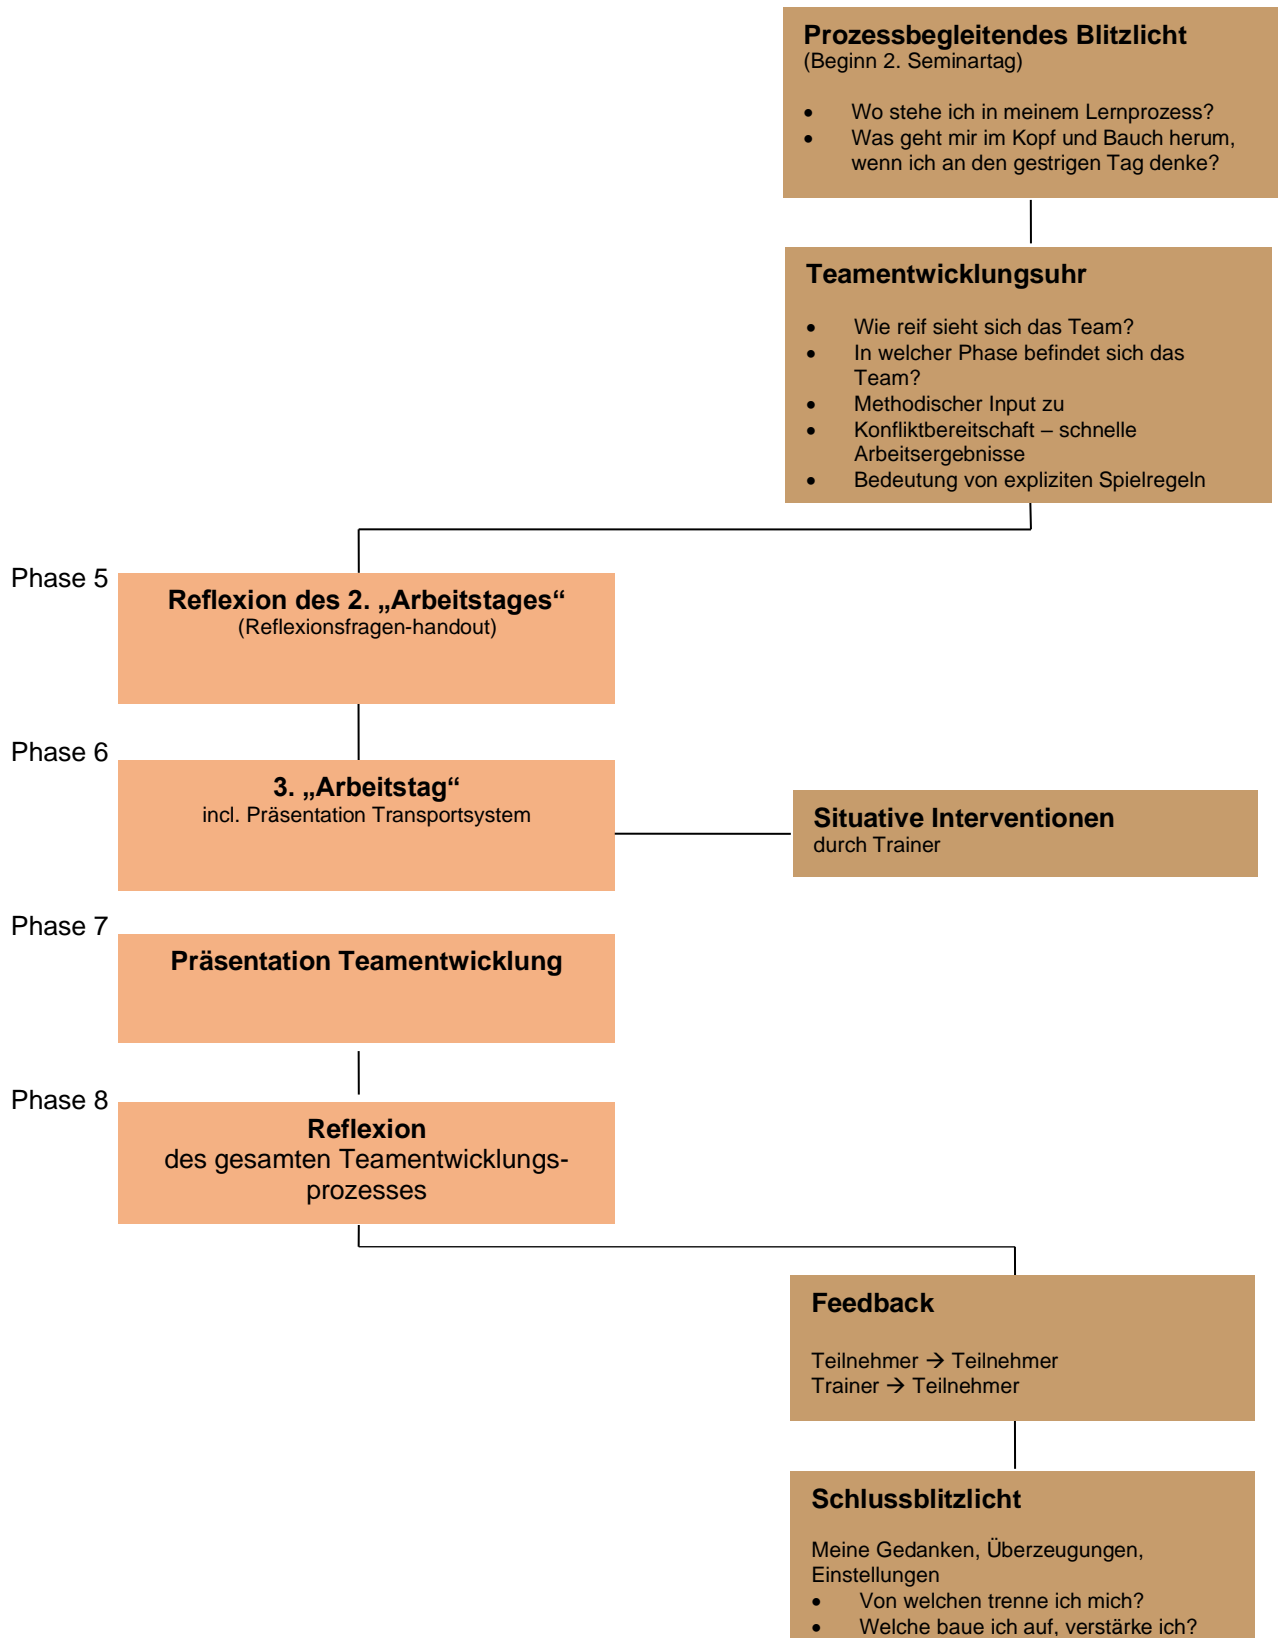 Prozessbegleitendes Blitzlicht
(Beginn 2. Seminartag)
• Wo stehe ich in meinem Lernprozess?
• Was geht mir im Kopf und Bauch herum,
wenn ich an den gestrigen Tag denke?
Teamentwicklungsuhr
• Wie reif sieht sich das Team?
• In welcher Phase befindet sich das
Team?
• Methodischer Input zu
• Konfliktbereitschaft – schnelle
Arbeitsergebnisse
• Bedeutung von expliziten Spielregeln
Phase 5
Reflexion des 2. „Arbeitstages“
(Reflexionsfragen-handout)
Phase 6
3. „Arbeitstag“
incl. Präsentation Transportsystem
Situative Interventionen
durch Trainer
Phase 7
Präsentation Teamentwicklung
Phase 8
Reflexion
des gesamten Teamentwicklungs-
prozesses
Feedback
Teilnehmer → Teilnehmer
Trainer → Teilnehmer
Schlussblitzlicht
Meine Gedanken, Überzeugungen,
Einstellungen
• Von welchen trenne ich mich?
• Welche baue ich auf, verstärke ich?